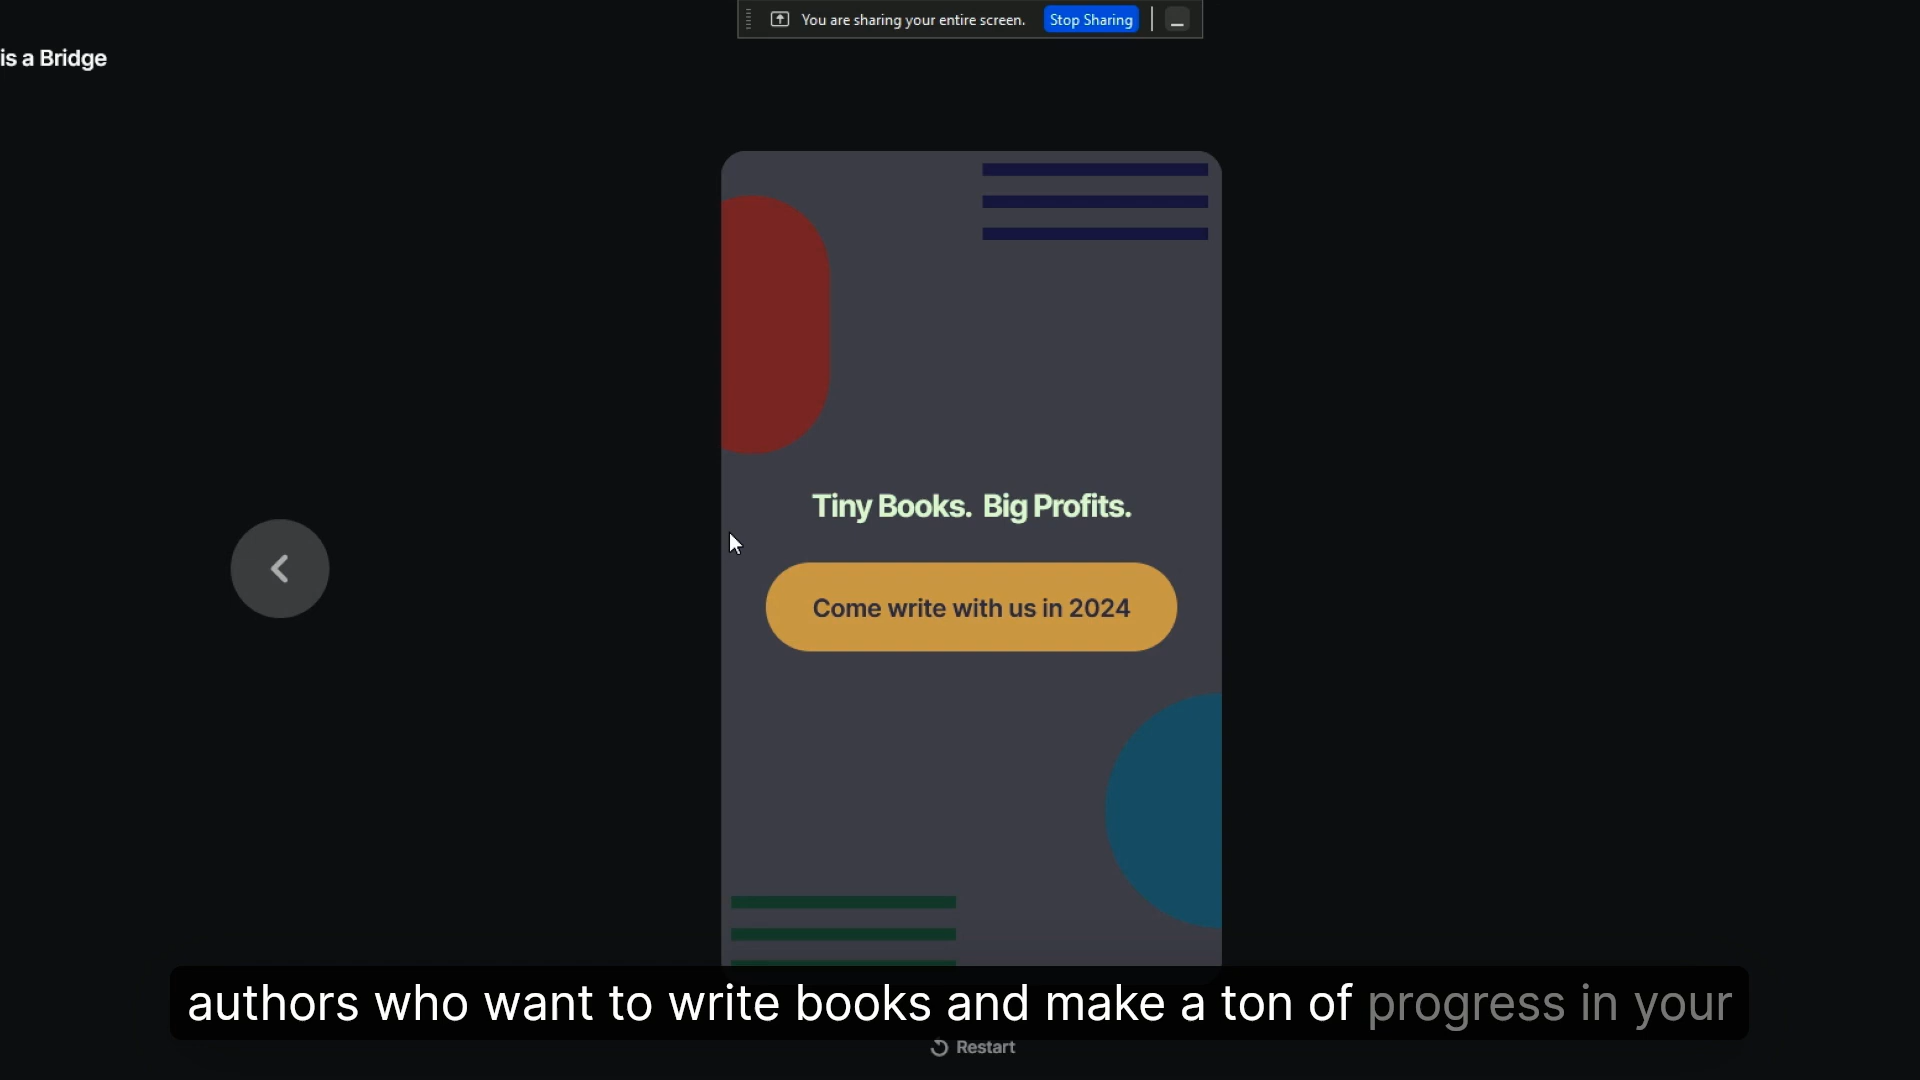 You are sharing your entire screen. Stop Sharing
is a Bridge
Tiny Books. Big Profits.
Come write with us in 2024
authors who want to write books and make a ton of progress in your
Restart